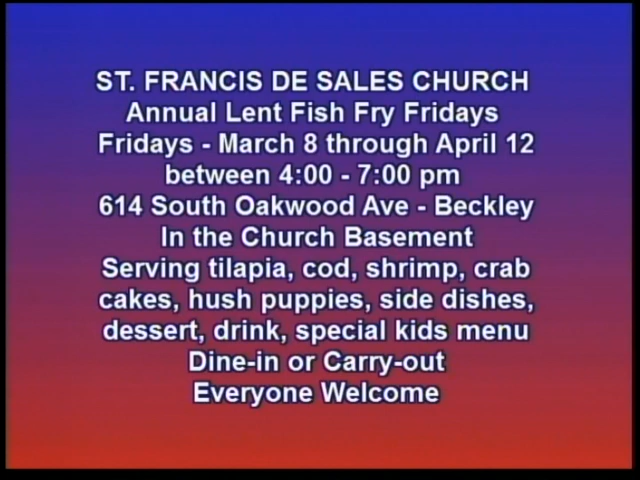 ST. FRANCIS DE SALES CHURCH
Annual Lent Fish Fry Fridays
Fridays - March 8 through April 12
between 4:00 - 7:00 pm
614 South Oakwood Ave - Beckley
In the Church Basement
Serving tilapia, cod, shrimp, crab
cakes, hush puppies, side dishes,
dessert, drink, special kids menu
Dine-in or Carry-out
Everyone Welcome